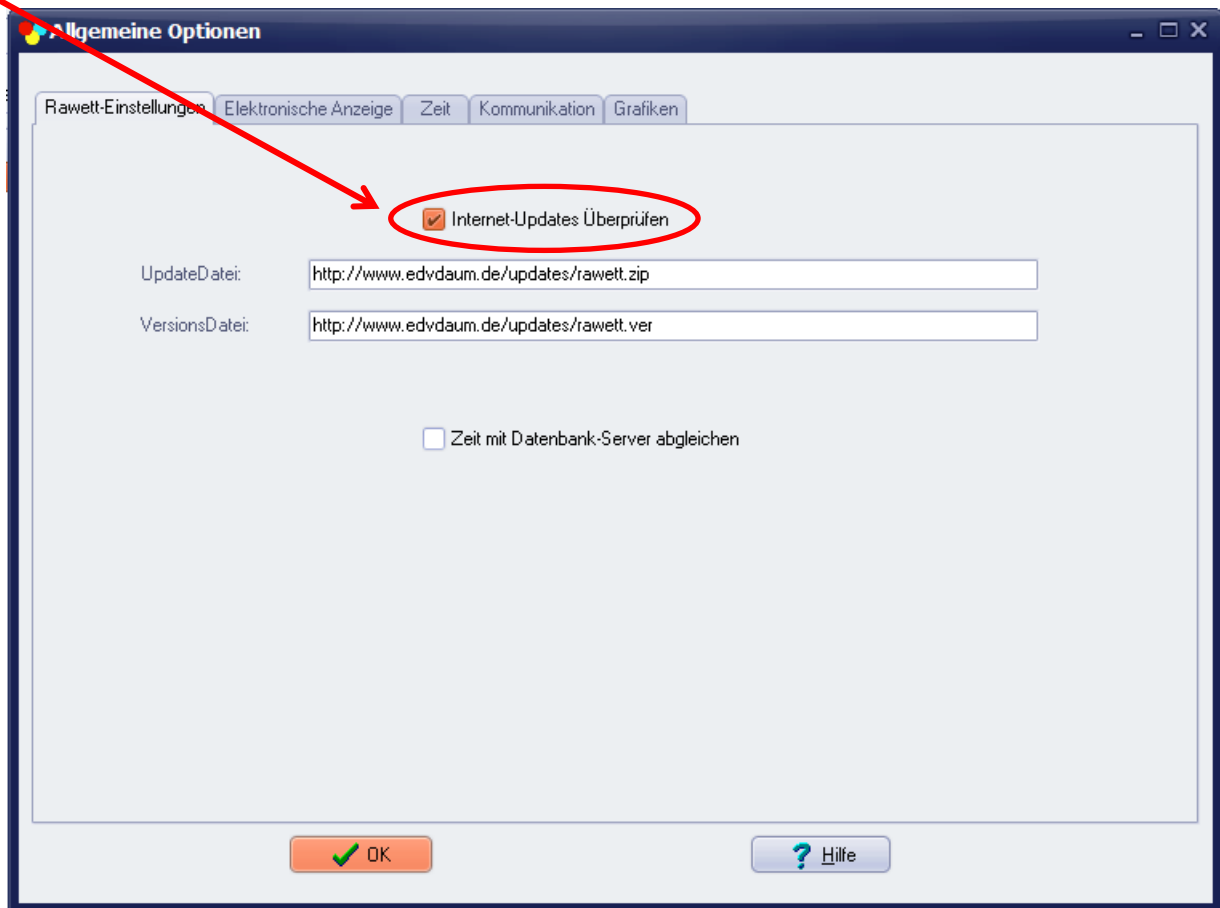 Allgemeine Optionen
Rawett-Einstellungen Elektronische Anzeige Zeit Kommunikation Grafiken
Internet-Updates Überprüfen
UpdateDatei: http://www.edvdaum.de/updates/rawett.zip
VersionsDatei: http://www.edvdaum.de/updates/rawett.ver
Zeit mit Datenbank-Server abgleichen
OK ? Hilfe